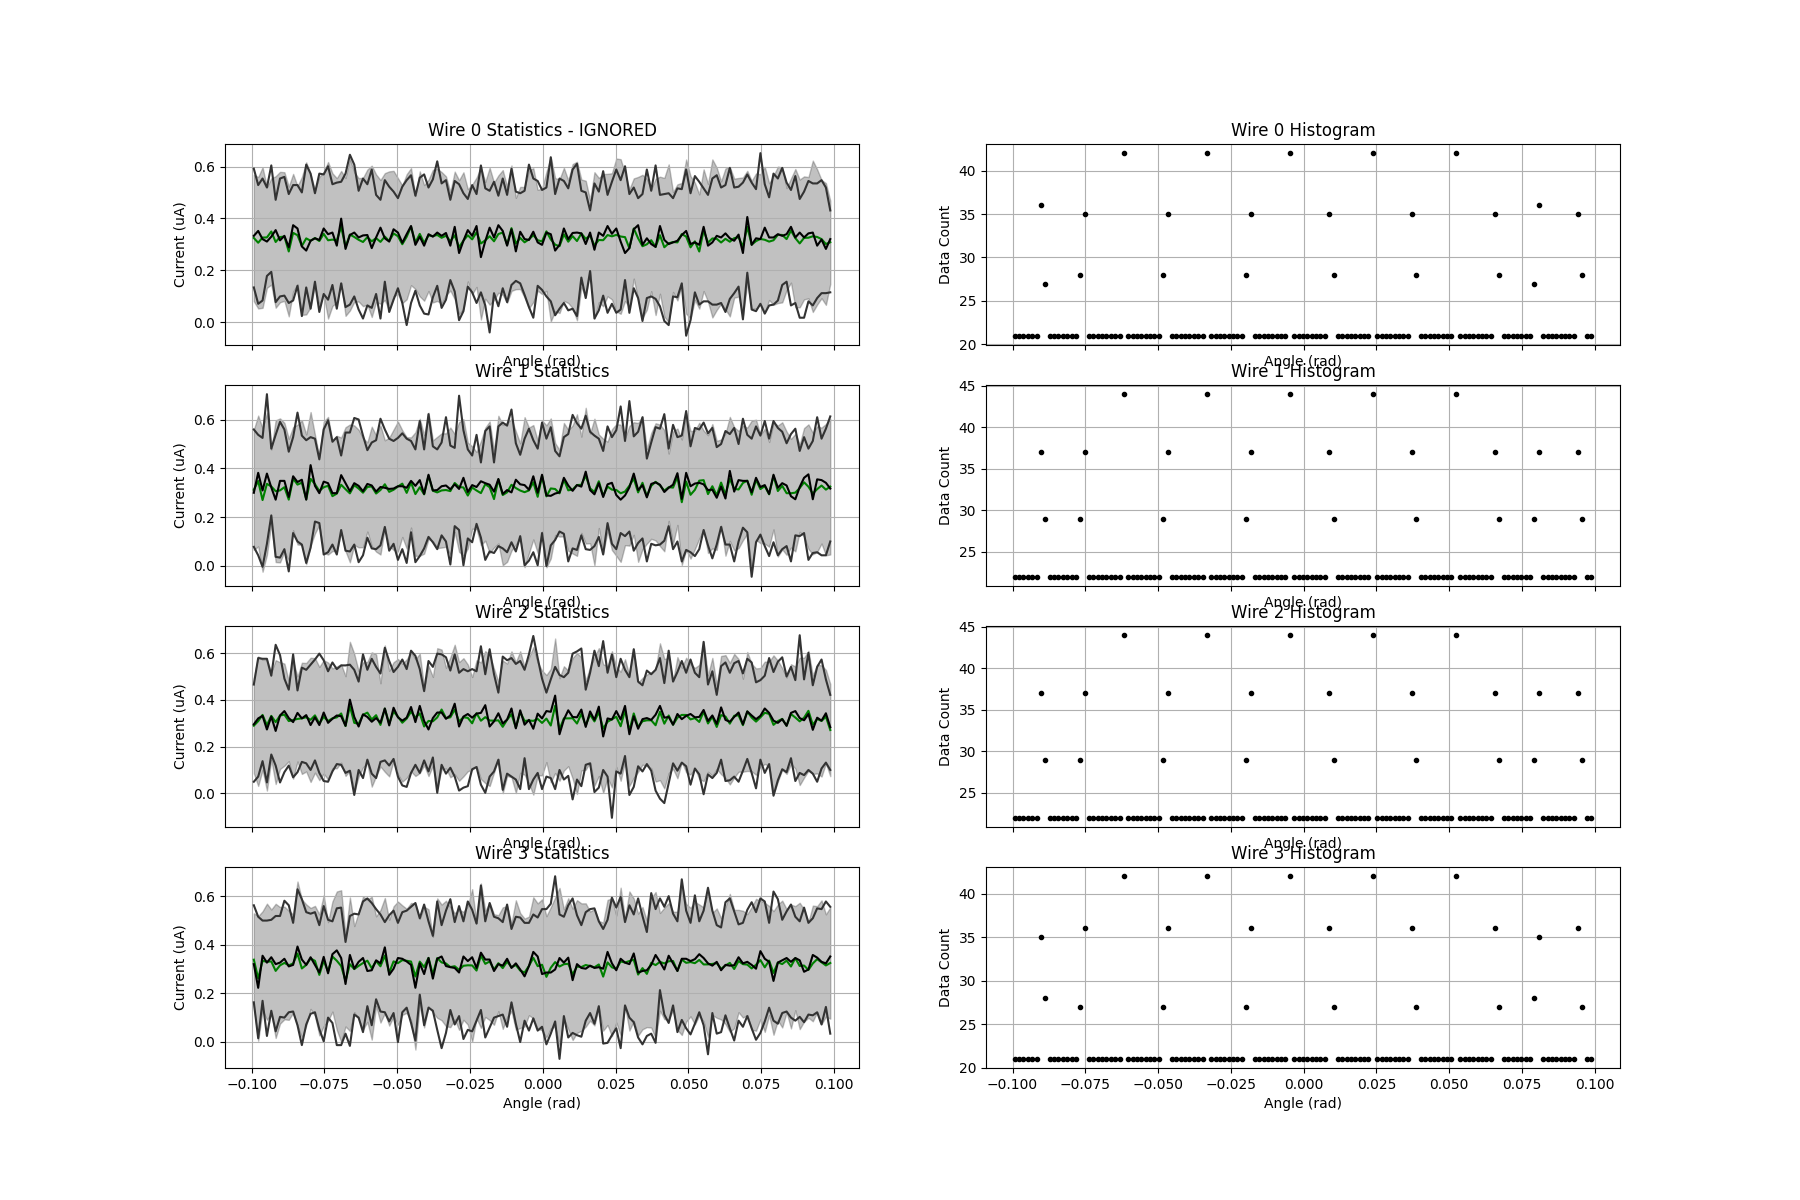 Wire 0 Statistics - IGNORED
Current (uA)
0.6
0.4
0.2
0.0
Angle (rad)
Wire 0 Histogram
Data Count
40
35
30
25
20
Angle (rad)
Wire 1 Statistics
Current (uA)
0.6
0.4
0.2
0.0
Angle (rad)
Wire 1 Histogram
Data Count
45
40
35
30
25
Angle (rad)
Wire 2 Statistics
Current (uA)
0.6
0.4
0.2
0.0
Angle (rad)
Wire 2 Histogram
Data Count
45
40
35
30
25
Angle (rad)
Wire 3 Statistics
Current (uA)
0.6
0.4
0.2
0.0
−0.100 −0.075 −0.050 −0.025 0.000 0.025 0.050 0.075 0.100
Angle (rad)
Wire 3 Histogram
Data Count
40
35
30
25
20
−0.100 −0.075 −0.050 −0.025 0.000 0.025 0.050 0.075 0.100
Angle (rad)